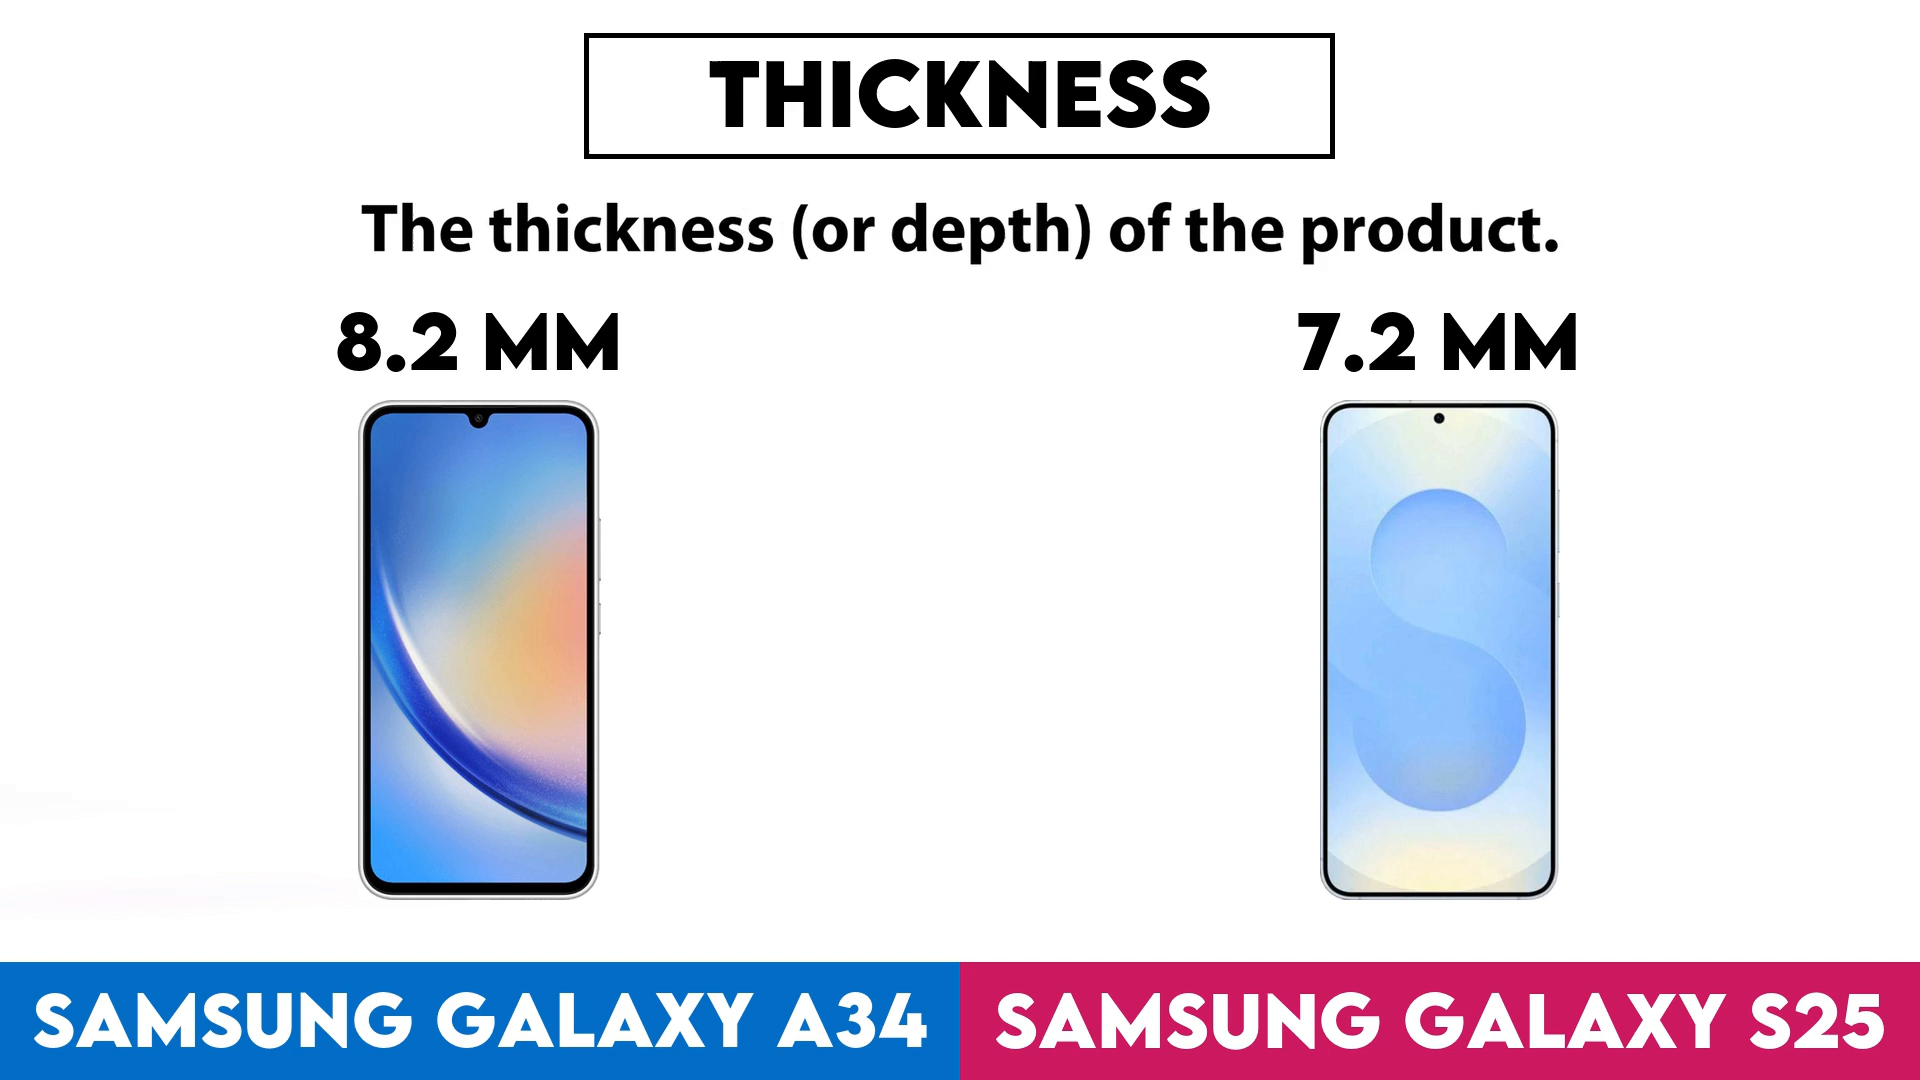 THICKNESS
The thickness (or depth) of the product.
8.2 MM
7.2 MM
SAMSUNG GALAXY A34
SAMSUNG GALAXY S25